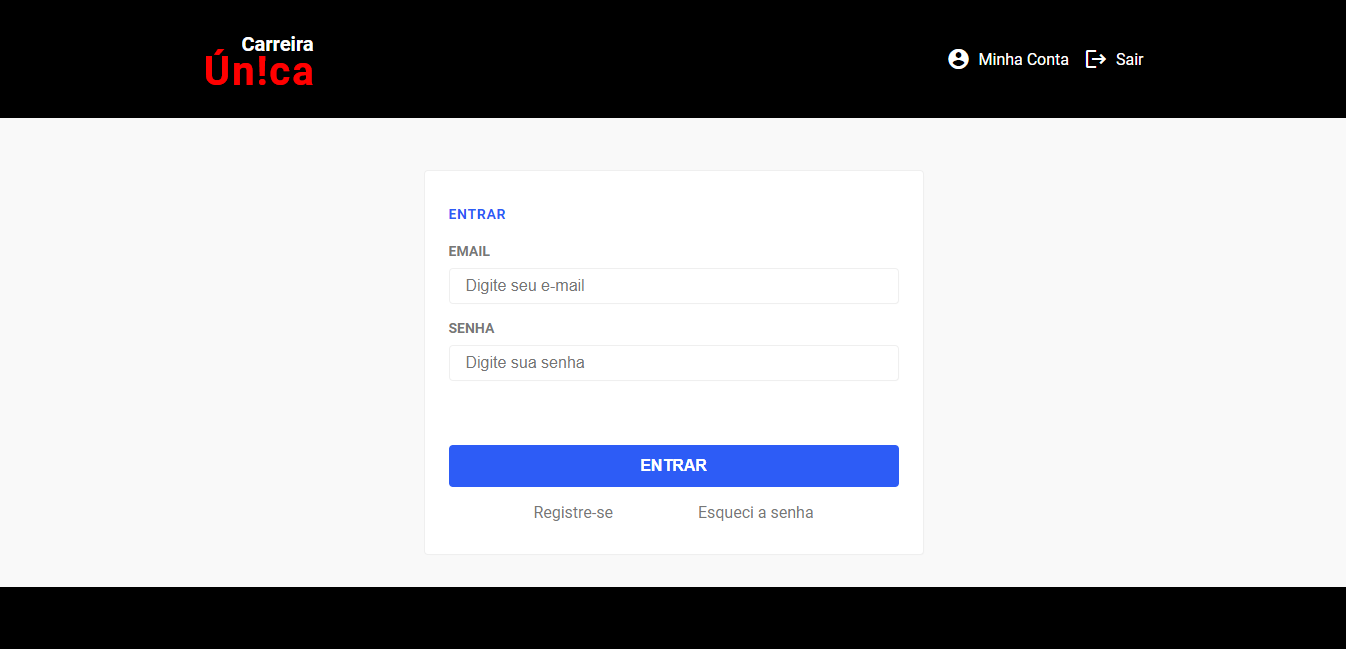 Carreira
Ún!ca
Minha Conta
Sair
ENTRAR
EMAIL
Digite seu e-mail
SENHA
Digite sua senha
ENTRAR
Registre-se
Esqueci a senha